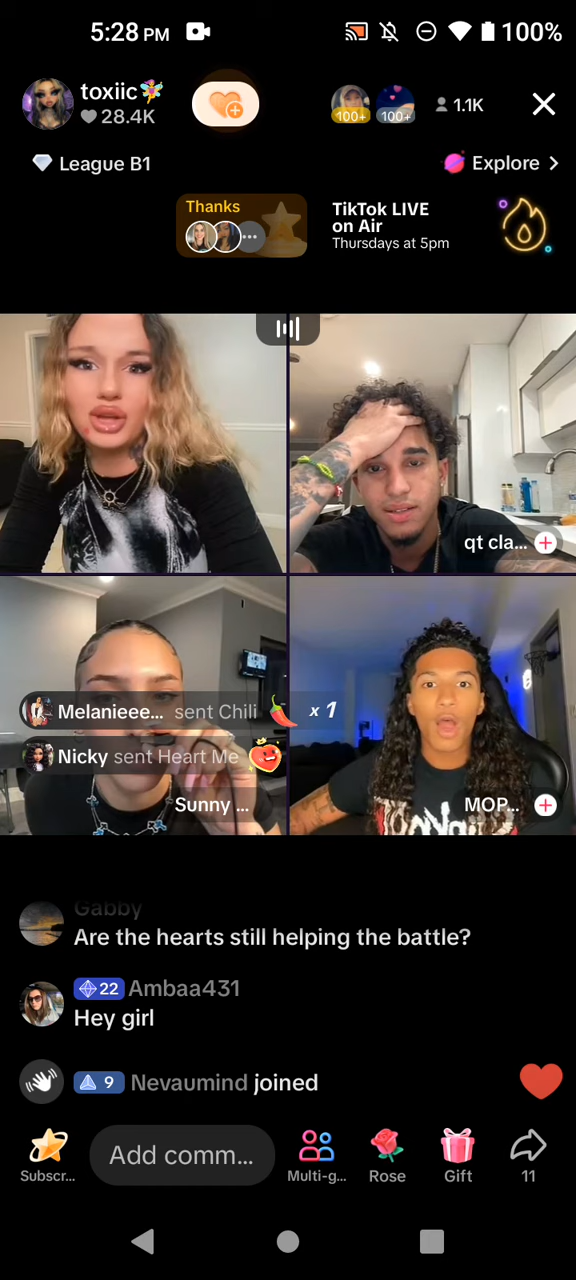 5:28 PM
100%
toxiic
28.4K
100+
100+
1.1K
League B1
Explore
Thanks
TikTok LIVE
on Air
Thursdays at 5pm
qt cla...
Melanieee... sent Chili x 1
Nicky sent Heart Me
Sunny ...
MOP...
Gabby
Are the hearts still helping the battle?
22 Ambaa431
Hey girl
9 Nevaumind joined
Add comm...
Subscr...
Multi-g...
Rose
Gift
11